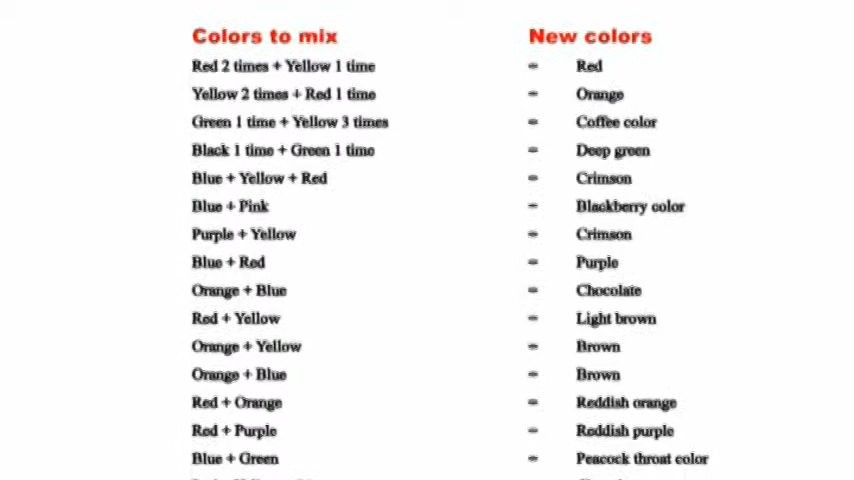 Colors to mix New colors
Red 2 times + Yellow 1 time = Red
Yellow 2 times + Red 1 time = Orange
Green 1 time + Yellow 3 times = Coffee color
Black 1 time + Green 1 time = Deep green
Blue + Yellow + Red = Crimson
Blue + Pink = Blackberry color
Purple + Yellow = Crimson
Blue + Red = Purple
Orange + Blue = Chocolate
Red + Yellow = Light brown
Orange + Yellow = Brown
Orange + Blue = Brown
Red + Orange = Reddish orange
Red + Purple = Reddish purple
Blue + Green = Peacock throat color